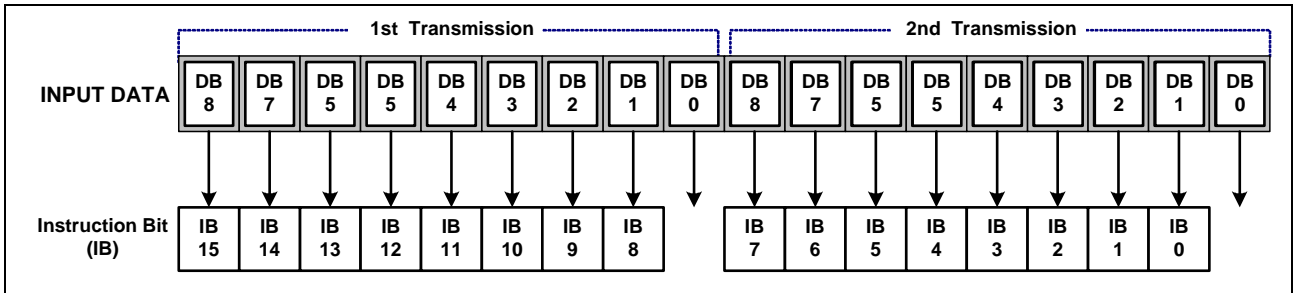 1st Transmission 2nd Transmission
INPUT DATA DB 8 DB 7 DB 5 DB 5 DB 4 DB 3 DB 2 DB 1 DB 0 DB 8 DB 7 DB 5 DB 5 DB 4 DB 3 DB 2 DB 1 DB 0
Instruction Bit (IB) IB 15 IB 14 IB 13 IB 12 IB 11 IB 10 IB 9 IB 8 IB 7 IB 6 IB 5 IB 4 IB 3 IB 2 IB 1 IB 0